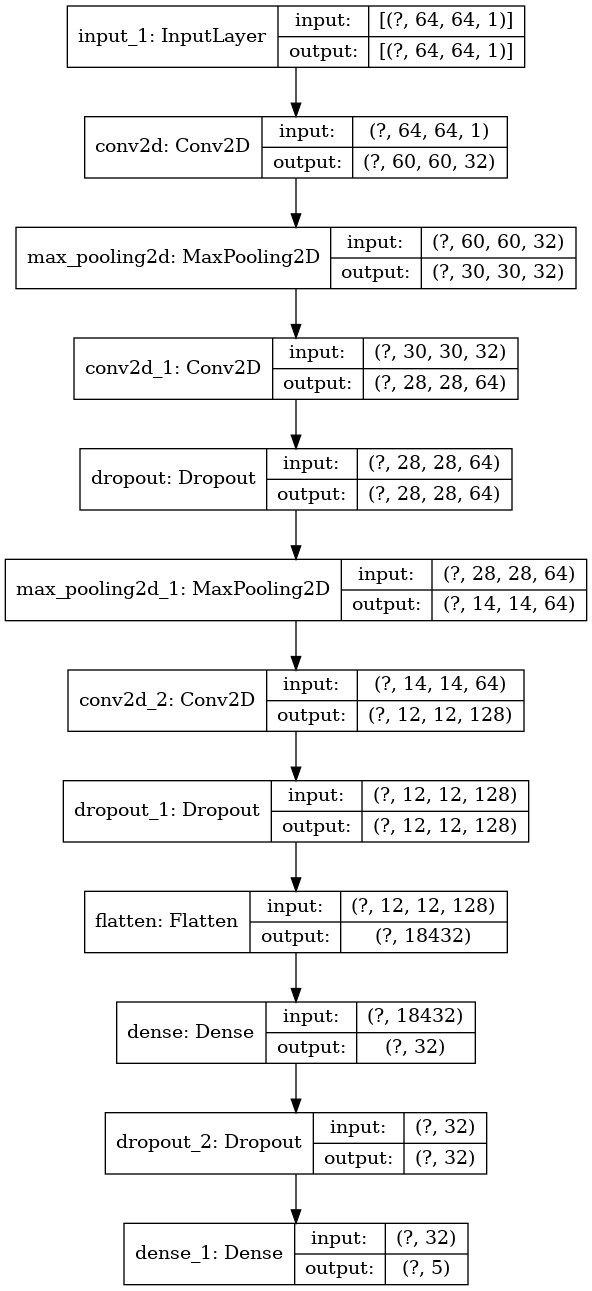 input_1: InputLayer
input: [(?, 64, 64, 1)]
output: [(?, 64, 64, 1)]
conv2d: Conv2D
input: (?, 64, 64, 1)
output: (?, 60, 60, 32)
max_pooling2d: MaxPooling2D
input: (?, 60, 60, 32)
output: (?, 30, 30, 32)
conv2d_1: Conv2D
input: (?, 30, 30, 32)
output: (?, 28, 28, 64)
dropout: Dropout
input: (?, 28, 28, 64)
output: (?, 28, 28, 64)
max_pooling2d_1: MaxPooling2D
input: (?, 28, 28, 64)
output: (?, 14, 14, 64)
conv2d_2: Conv2D
input: (?, 14, 14, 64)
output: (?, 12, 12, 128)
dropout_1: Dropout
input: (?, 12, 12, 128)
output: (?, 12, 12, 128)
flatten: Flatten
input: (?, 12, 12, 128)
output: (?, 18432)
dense: Dense
input: (?, 18432)
output: (?, 32)
dropout_2: Dropout
input: (?, 32)
output: (?, 32)
dense_1: Dense
input: (?, 32)
output: (?, 5)